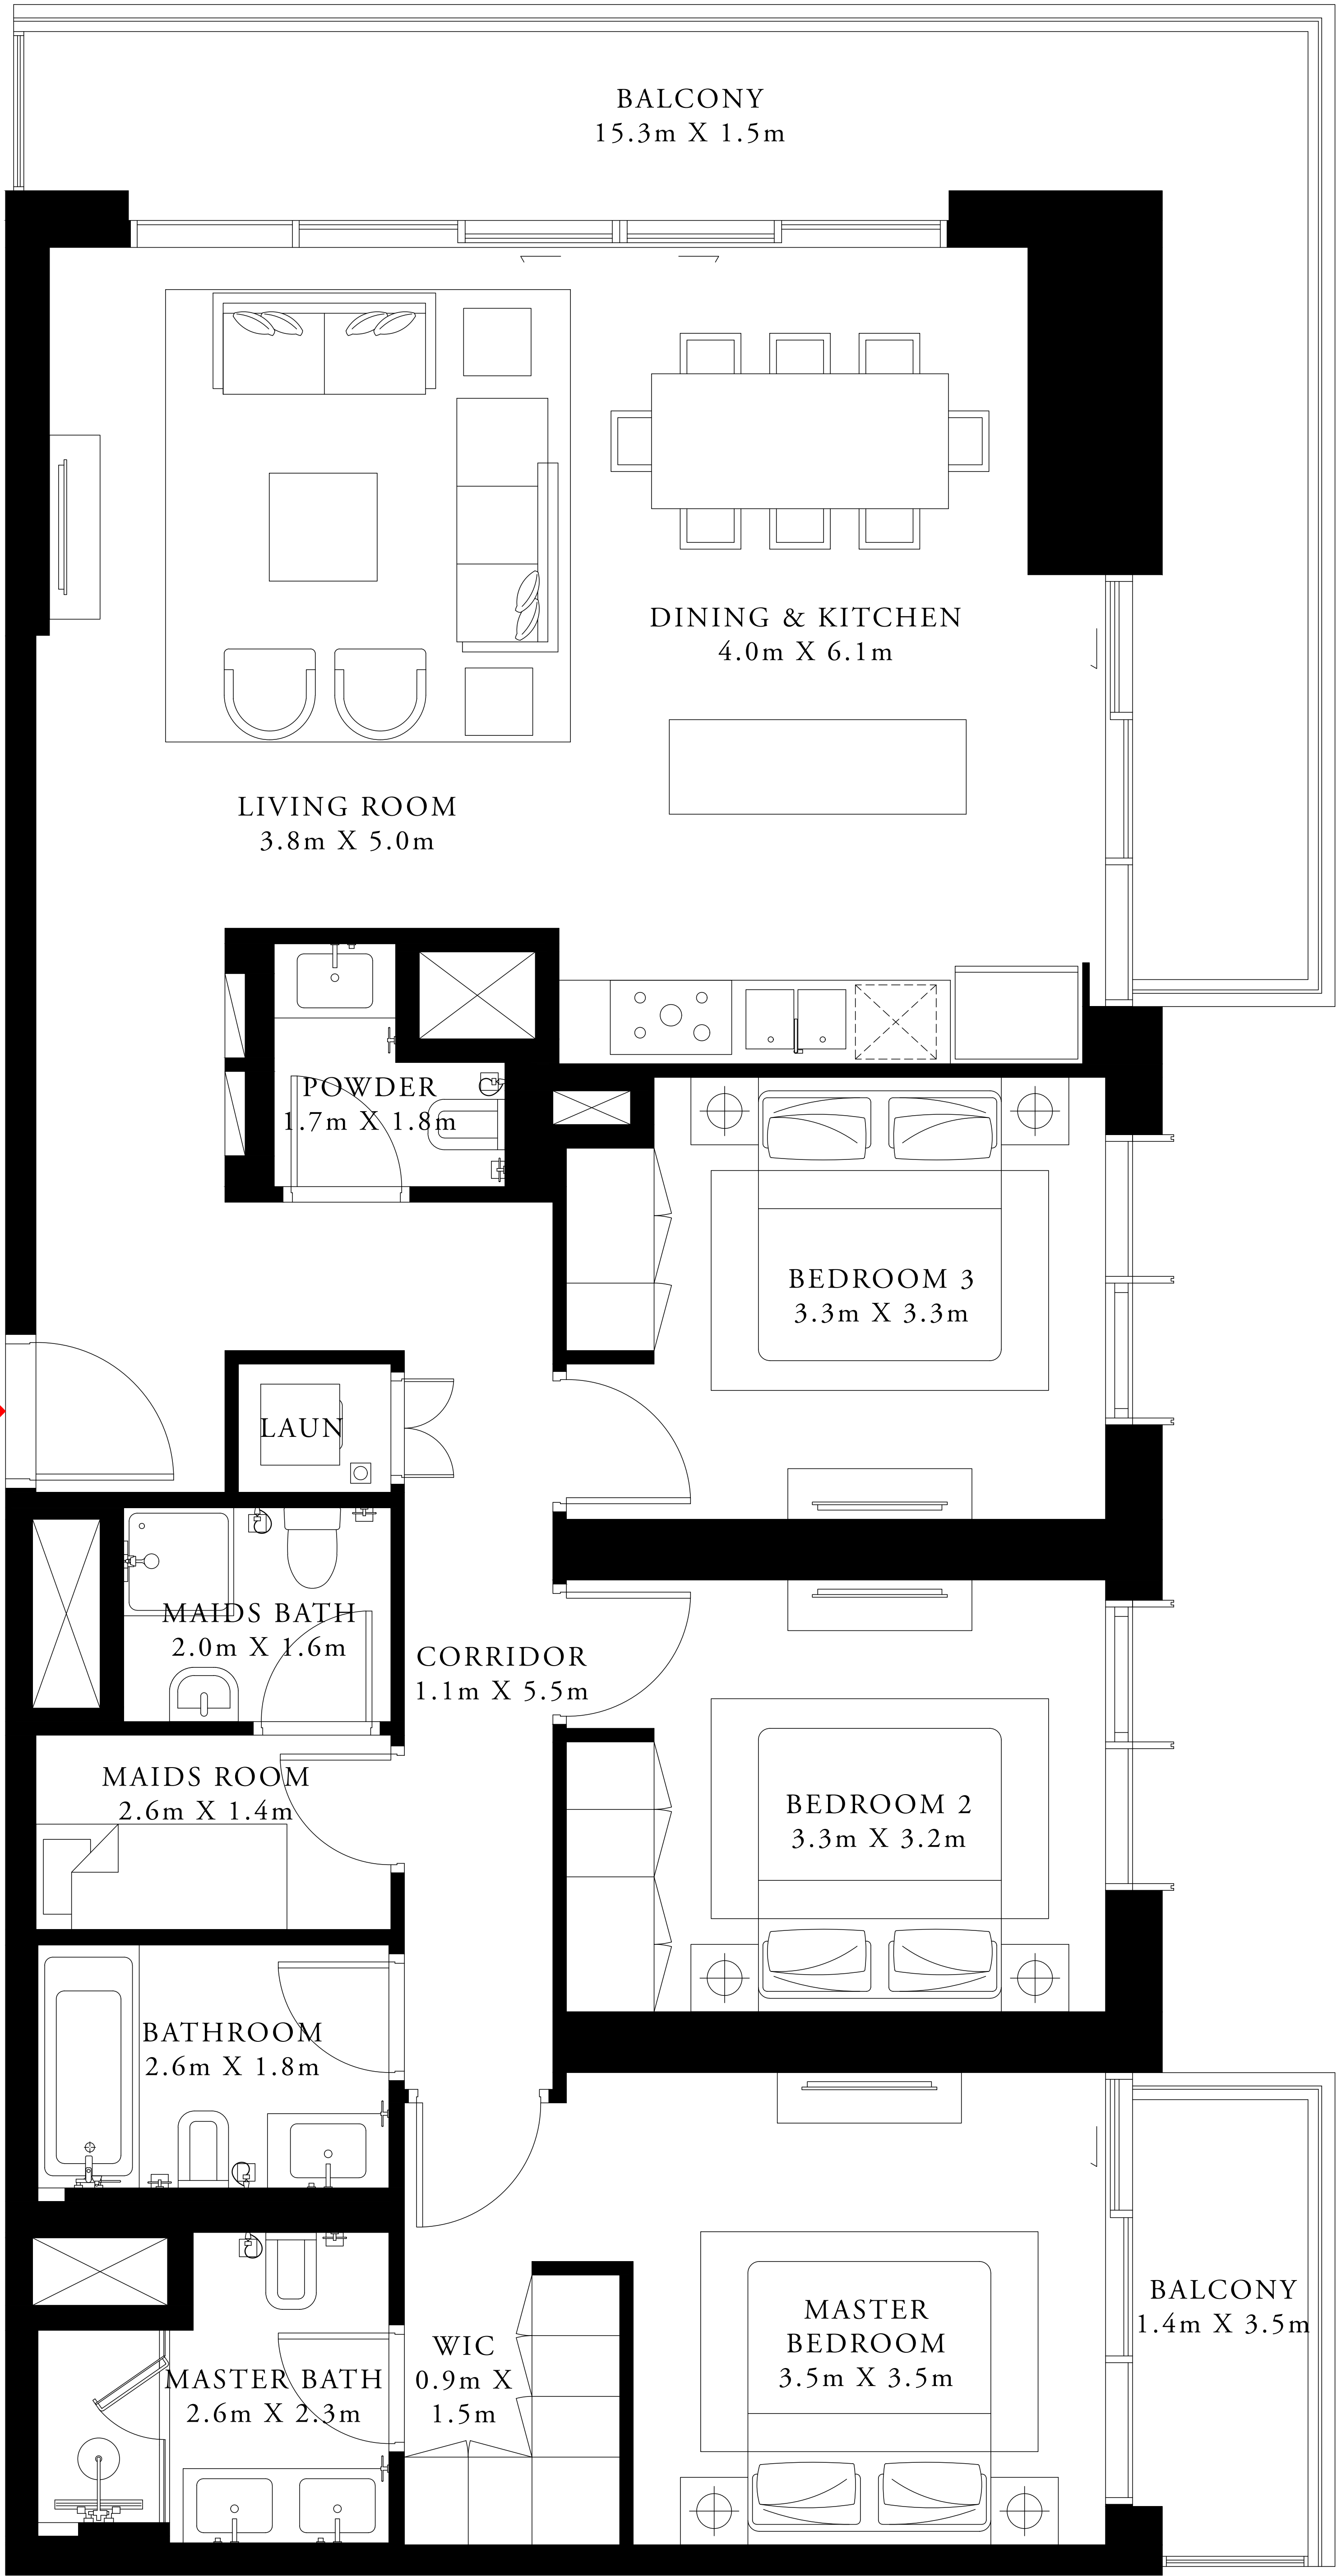 BALCONY
15.3m X 1.5m
DINING & KITCHEN
4.0m X 6.1m
LIVING ROOM
3.8m X 5.0m
POWDER
1.7m X 1.8m
BEDROOM 3
3.3m X 3.3m
LAUN
MAIDS BATH
2.0m X 1.6m
CORRIDOR
1.1m X 5.5m
MAIDS ROOM
2.6m X 1.4m
BEDROOM 2
3.3m X 3.2m
BATHROOM
2.6m X 1.8m
BALCONY
1.4m X 3.5m
MASTER
BEDROOM
3.5m X 3.5m
WIC
0.9m X
1.5m
MASTER BATH
2.6m X 2.3m